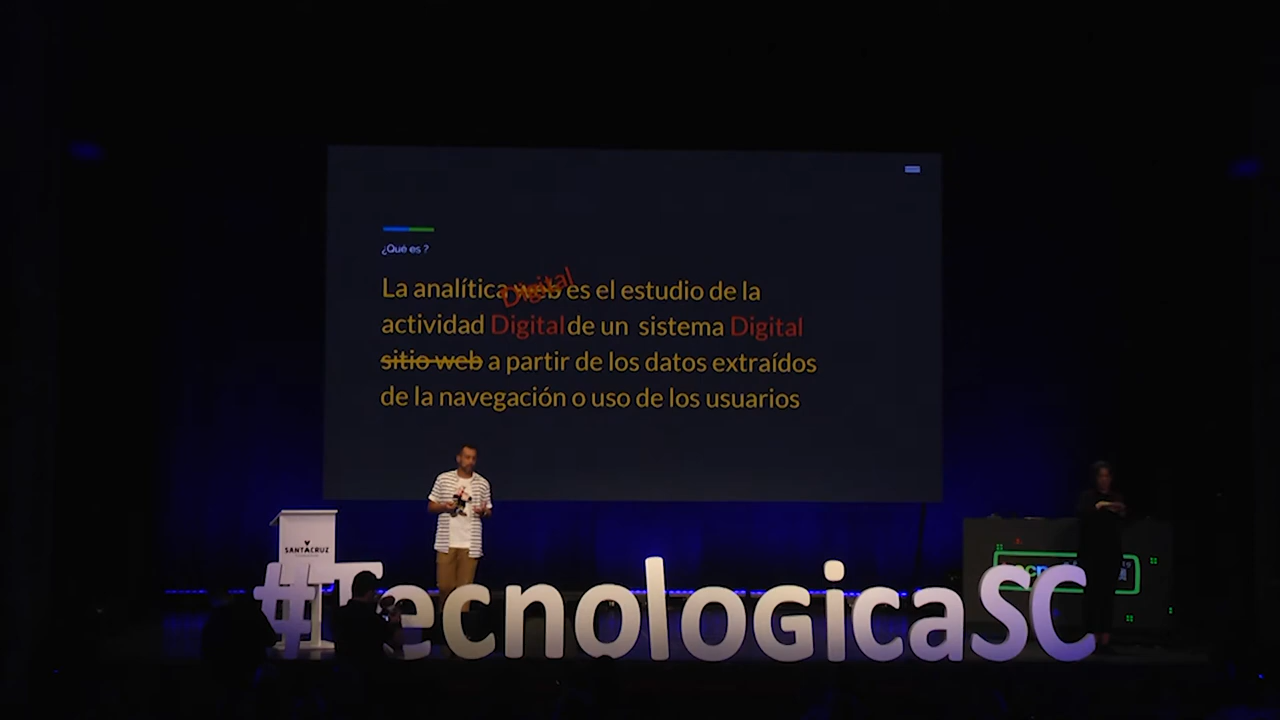 ¿Qué es ?
La analítica web Digital es el estudio de la
actividad Digital de un sistema Digital
sitio web a partir de los datos extraídos
de la navegación o uso de los usuarios
SANTACRUZ
#TecnologicaSC